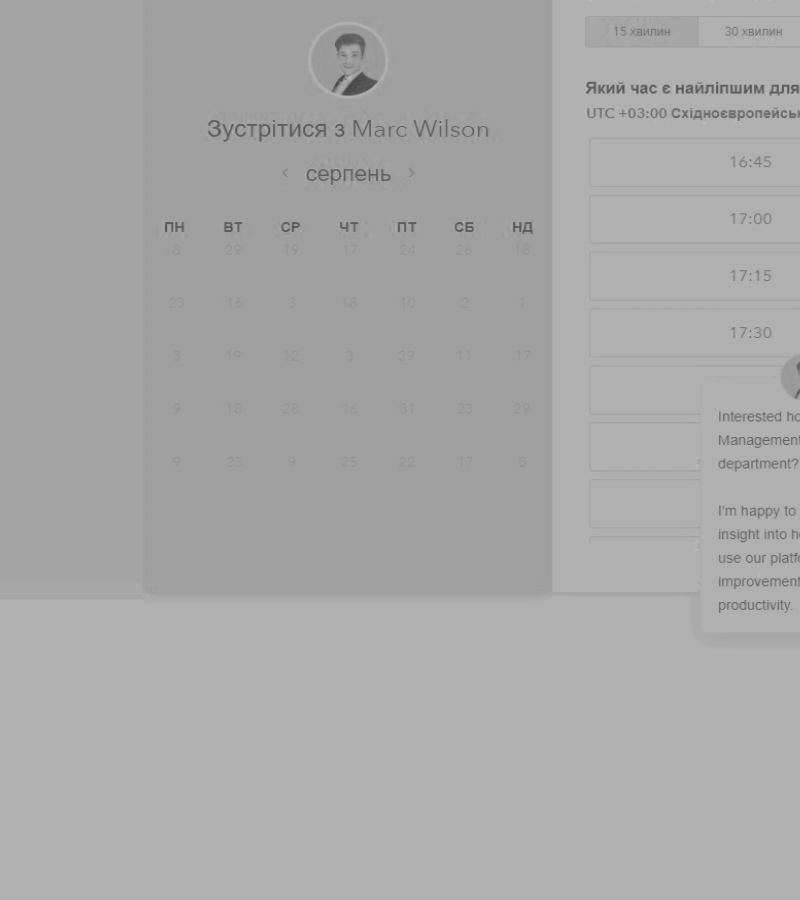 Зустрітися з Marc Wilson
серпень
ПН ВТ СР ЧТ ПТ СБ НД
8 29 19 17 24 26 18
23 16 3 18 10 2 1
3 19 12 3 29 11 17
9 18 28 16 31 23 29
9 23 9 25 22 17 8
15 хвилин 30 хвилин
Який час є найліпшим для
UTC +03:00 Східноєвропейськ
16:45
17:00
17:15
17:30
Interested ho
Management
department?
I'm happy to
insight into h
use our platf
improvement
productivity.